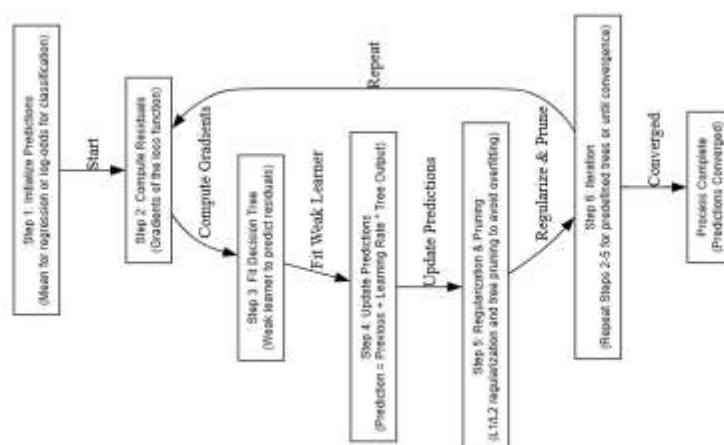 Step 1: Initialize Predictions
(Mean for regression or log-odds for classification)
Start
Step 2: Compute Residuals
(Gradients of the loss function)
Compute Gradients
Step 3: Fit Decision Tree
(Weak learner to predict residuals)
Fit Weak Learner
Step 4: Update Predictions
(Prediction = Previous + Learning Rate * Tree Output)
Update Predictions
Step 5: Regularization & Pruning
(L1/L2 regularization and tree pruning to avoid overfitting)
Regularize & Prune
Repeat
Step 6: Iteration
(Repeat Steps 2-5 for predefined trees or until convergence)
Converged
Process Complete
(Predictions Converged)